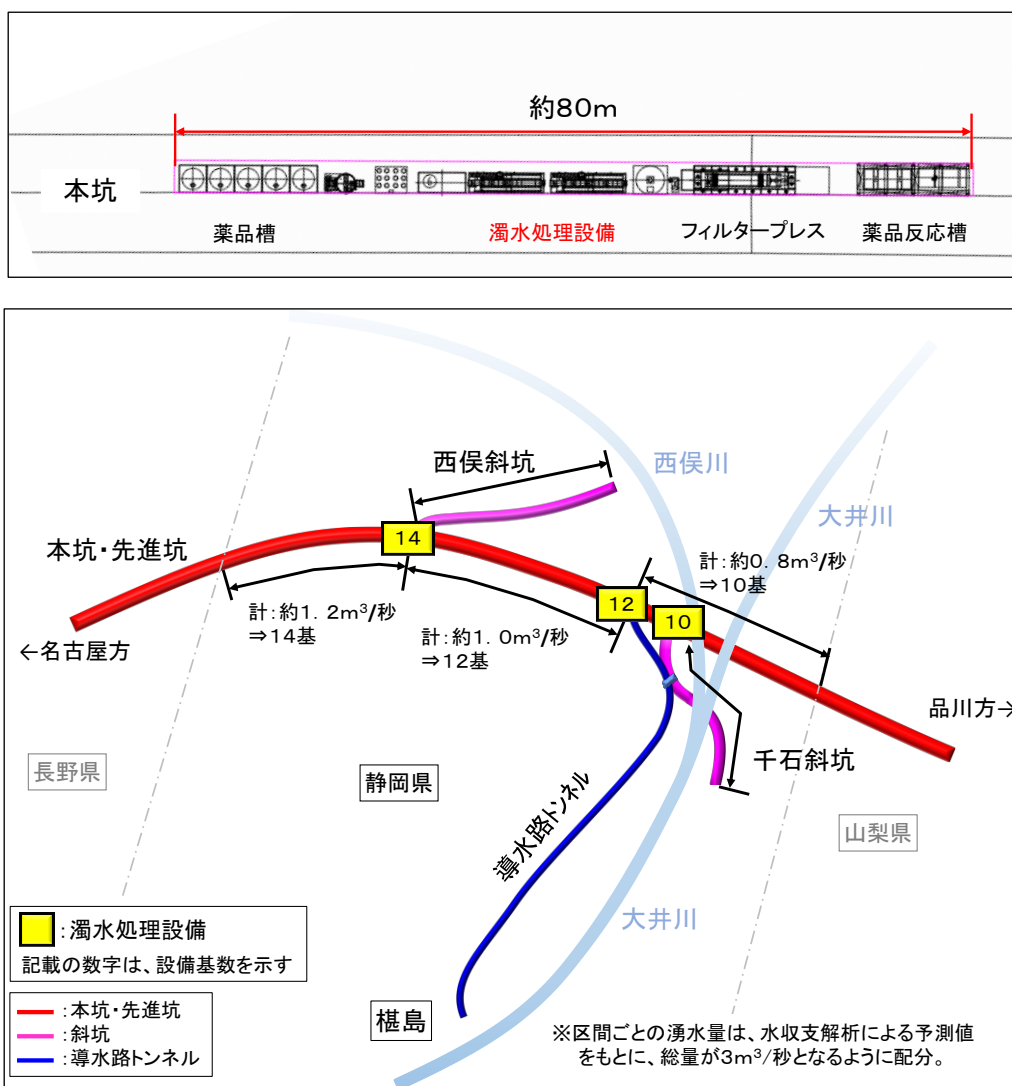 約80m
本坑
薬品槽
濁水処理設備
フィルタープレス
薬品反応槽
西俣斜坑
西俣川
大井川
14
本坑・先進坑
計:約0.8m³/秒
⇒10基
12
10
計:約1.2m³/秒
⇒14基
計:約1.0m³/秒
⇒12基
←名古屋方
品川方→
長野県
静岡県
千石斜坑
山梨県
導水路トンネル
大井川
:濁水処理設備
記載の数字は、設備基数を示す
:本坑・先進坑
:斜坑
:導水路トンネル
椹島
※区間ごとの湧水量は、水収支解析による予測値
をもとに、総量が3m³/秒となるように配分。